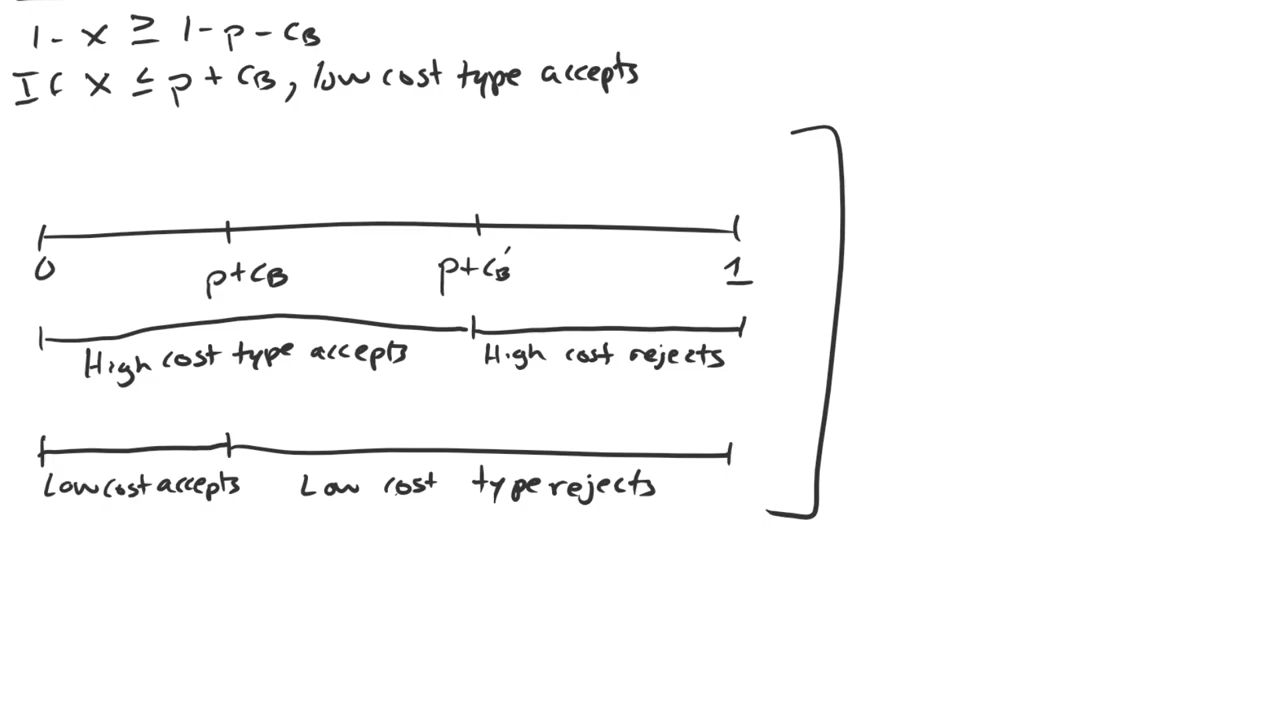 1 - x ≥ 1 - p - CB
If x ≤ p + CB, low cost type accepts
0 p+CB p+CB' 1
High cost type accepts High cost rejects
Low cost accepts Low cost type rejects